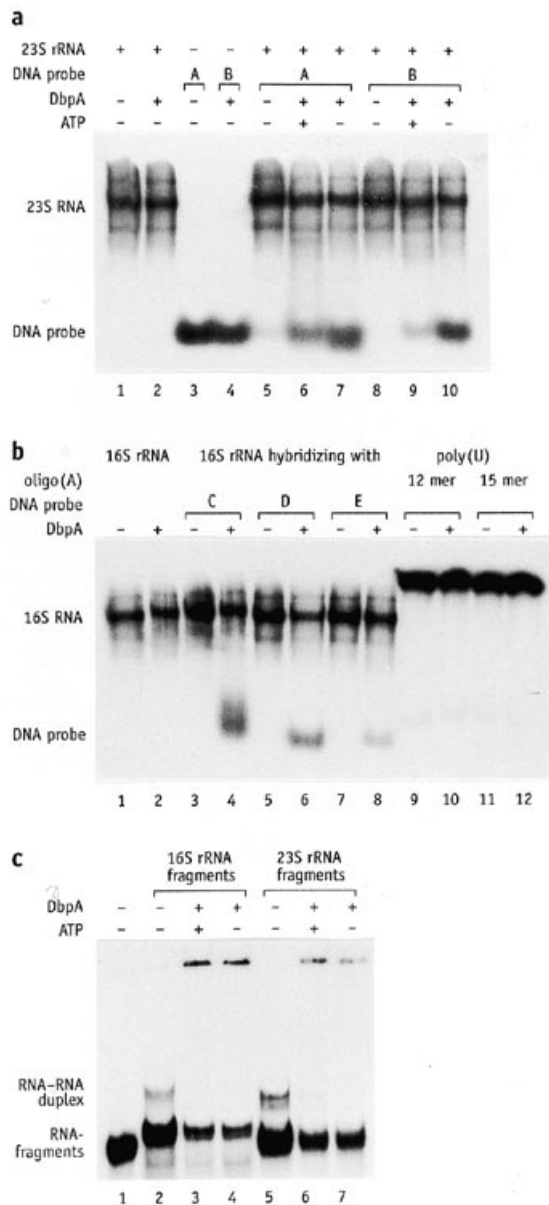 a
23S rRNA + + – – + + + + + +
DNA probe A B A B
DbpA – + – + – + + – + +
ATP – – – – – + – – + –
23S RNA
DNA probe
1 2 3 4 5 6 7 8 9 10
b
16S rRNA 16S rRNA hybridizing with poly(U)
oligo(A) 12 mer 15 mer
DNA probe C D E
DbpA – + – + – + – + – + – +
16S RNA
DNA probe
1 2 3 4 5 6 7 8 9 10 11 12
c
16S rRNA 23S rRNA
fragments fragments
DbpA – – + + – + +
ATP – – + – – + –
RNA–RNA
duplex
RNA-
fragments
1 2 3 4 5 6 7